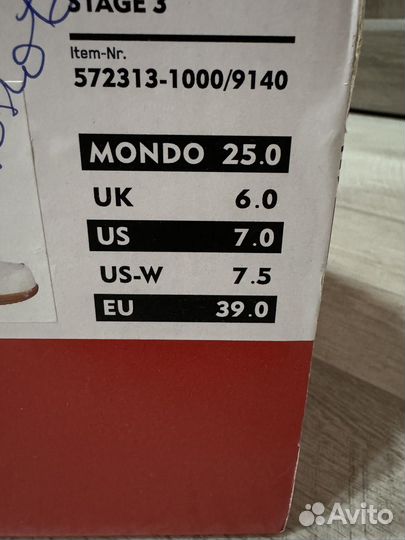 STAGE 3
Item-Nr.
572313-1000/9140
MONDO 25.0
UK 6.0
US 7.0
US-W 7.5
EU 39.0
Avito